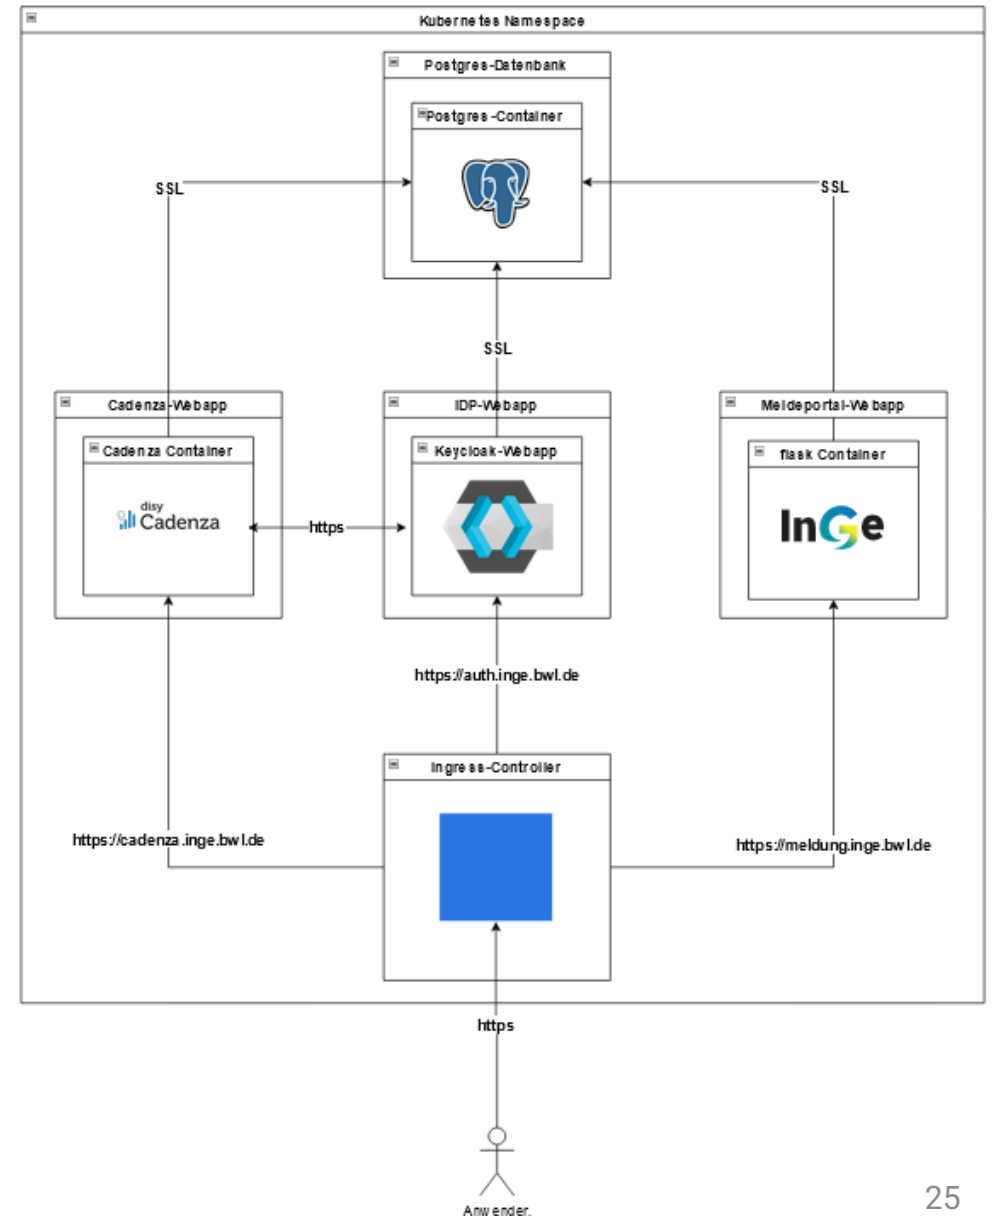 Kubernetes Namespace
Postgres-Datenbank
Postgres-Container
SSL
SSL
SSL
Cadenza-Webapp
IDP-Webapp
Meldeportal-Webapp
Cadenza Container
Keycloak-Webapp
flask Container
disy
Cadenza
https
InGe
https://auth.inge.bwl.de
Ingress-Controller
https://cadenza.inge.bwl.de
https://meldung.inge.bwl.de
https
Anwender.
25